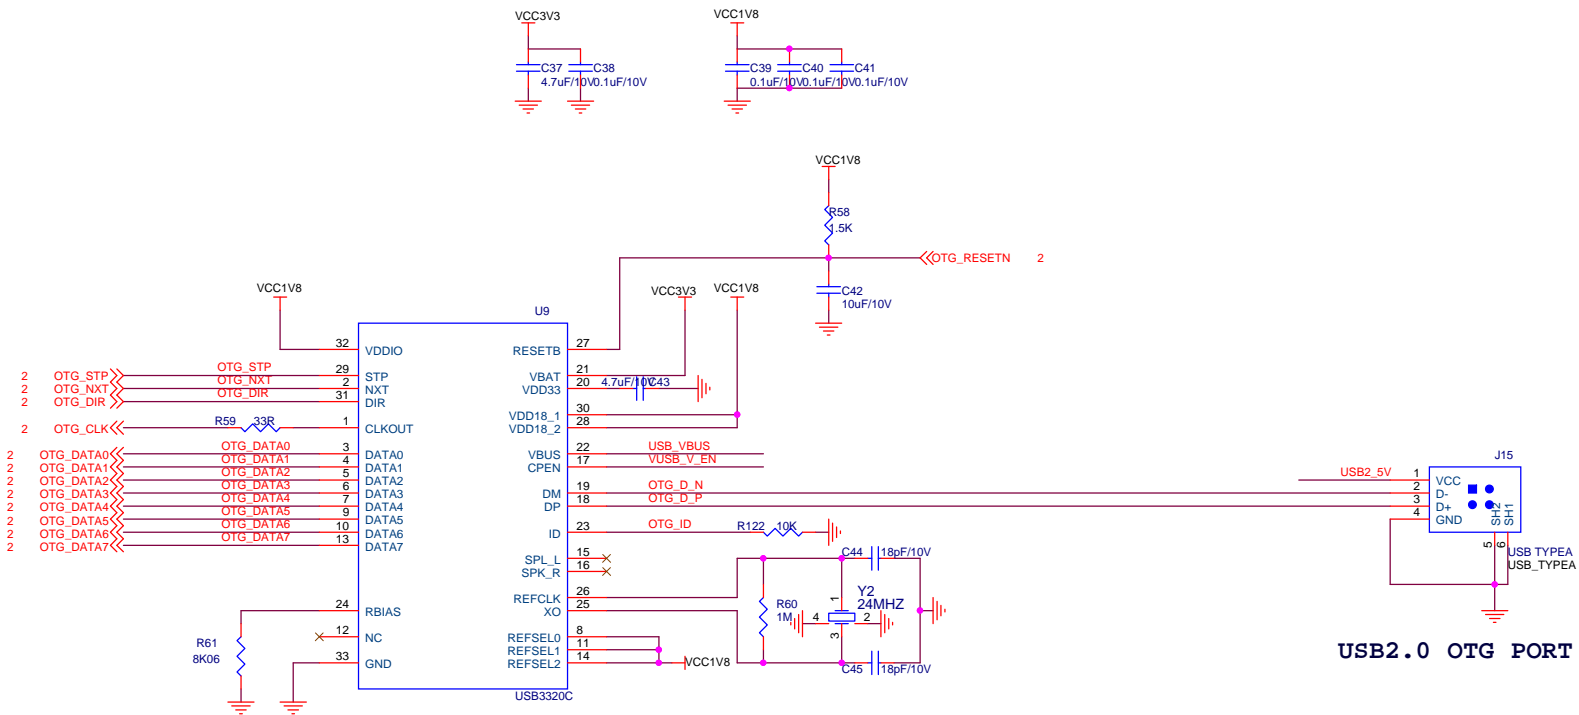 VCC3V3
VCC1V8
C37
C38
C39
C40
C41
4.7uF/10V
0.1uF/10V
0.1uF/10V
0.1uF/10V
0.1uF/10V
VCC1V8
R58
1.5K
OTG_RESETN 2
C42
10uF/10V
VCC1V8
VCC3V3
VCC1V8
U9
32 VDDIO
RESETB 27
2 OTG_STP OTG_STP 29 STP
VBAT 21
2 OTG_NXT OTG_NXT 2 NXT
VDD33 20 4.7uF/10V C43
2 OTG_DIR OTG_DIR 31 DIR
VDD18_1 30
2 OTG_CLK R59 33R 1 CLKOUT
VDD18_2 28
2 OTG_DATA0 OTG_DATA0 3 DATA0
VBUS 22 USB_VBUS
2 OTG_DATA1 OTG_DATA1 4 DATA1
CPEN 17 VUSB_V_EN
2 OTG_DATA2 OTG_DATA2 5 DATA2
2 OTG_DATA3 OTG_DATA3 6 DATA3
DM 19 OTG_D_N
2 OTG_DATA4 OTG_DATA4 7 DATA4
DP 18 OTG_D_P
2 OTG_DATA5 OTG_DATA5 9 DATA5
2 OTG_DATA6 OTG_DATA6 10 DATA6
ID 23 OTG_ID R122 10K
2 OTG_DATA7 OTG_DATA7 13 DATA7
SPL_L 15
SPK_R 16
REFCLK 26
XO 25
24 RBIAS
R61
8K06
12 NC
33 GND
REFSEL0 8
REFSEL1 11
REFSEL2 14
VCC1V8
USB3320C
C44 18pF/10V
R60
1M
Y2
24MHZ
1
4
2
3
C45 18pF/10V
J15
USB2_5V 1 VCC
2 D-
3 D+
4 GND
SH2
SH1
5
6
USB TYPEA
USB_TYPEA
USB2.0 OTG PORT